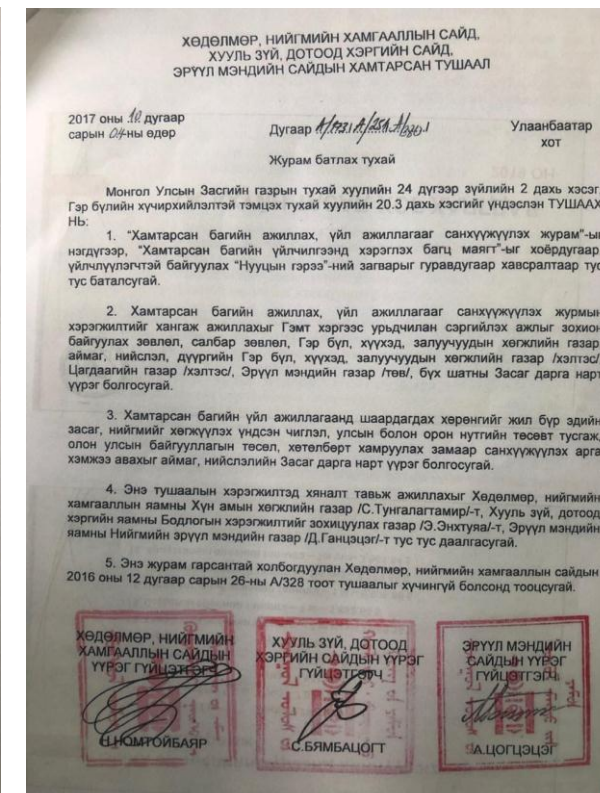 ХӨДӨЛМӨР, НИЙГМИЙН ХАМГААЛЛЫН САЙД,
ХУУЛЬ ЗҮЙ, ДОТООД ХЭРГИЙН САЙД,
ЭРҮҮЛ МЭНДИЙН САЙДЫН ХАМТАРСАН ТУШААЛ
2017 оны 10 дугаар
сарын 04-ны өдөр
Дугаар
Улаанбаатар
хот
Журам батлах тухай
Монгол Улсын Засгийн газрын тухай хуулийн 24 дүгээр зүйлийн 2 дахь хэсэг,
Гэр бүлийн хүчирхийлэлтэй тэмцэх тухай хуулийн 20.3 дахь хэсгийг үндэслэн ТУШААХ
НЬ:
1. “Хамтарсан багийн ажиллах, үйл ажиллагааг санхүүжүүлэх журам”-ыг
нэгдүгээр, “Хамтарсан багийн үйлчилгээнд хэрэглэх багц маягт”-ыг хоёрдугаар,
үйлчлүүлэгчтэй байгуулах “Нууцын гэрээ”-ний загварыг гуравдугаар хавсралтаар тус
тус баталсугай.
2. Хамтарсан багийн ажиллах, үйл ажиллагааг санхүүжүүлэх журмын
хэрэгжилтийг хангаж ажиллахыг Гэмт хэргээс урьдчилан сэргийлэх ажлыг зохион
байгуулах зөвлөл, салбар зөвлөл, Гэр бүл, хүүхэд, залуучуудын хөгжлийн газар,
аймаг, нийслэл, дүүргийн Гэр бүл, хүүхэд, залуучуудын хөгжлийн газар /хэлтэс/,
Цагдаагийн газар /хэлтэс/, Эрүүл мэндийн газар /төв/, бүх шатны Засаг дарга нарт
үүрэг болгосугай.
3. Хамтарсан багийн үйл ажиллагаанд шаардагдах хөрөнгийг жил бүр эдийн
засаг, нийгмийг хөгжүүлэх үндсэн чиглэл, улсын болон орон нутгийн төсөвт тусгаж,
олон улсын байгууллагын төсөл, хөтөлбөрт хамруулах замаар санхүүжүүлэх арга
хэмжээ авахыг аймаг, нийслэлийн Засаг дарга нарт үүрэг болгосугай.
4. Энэ тушаалын хэрэгжилтэд хяналт тавьж ажиллахыг Хөдөлмөр, нийгмийн
хамгааллын яамны Хүн амын хөгжлийн газар /С.Тунгалагтамир/-т, Хууль зүй, дотоод
хэргийн яамны Бодлогын хэрэгжилтийг зохицуулах газар /Э.Энхтуяа/-т, Эрүүл мэндийн
яамны Нийгмийн эрүүл мэндийн газар /Д.Ганцэцэг/-т тус тус даалгасугай.
5. Энэ журам гарсантай холбогдуулан Хөдөлмөр, нийгмийн хамгааллын сайдын
2016 оны 12 дугаар сарын 26-ны А/328 тоот тушаалыг хүчингүй болсонд тооцсугай.
ХӨДӨЛМӨР, НИЙГМИЙН
ХАМГААЛЛЫН САЙДЫН
ҮҮРЭГ ГҮЙЦЭТГЭГЧ
Н.НОМТОЙБАЯР
ХУУЛЬ ЗҮЙ, ДОТООД
ХЭРГИЙН САЙДЫН ҮҮРЭГ
ГҮЙЦЭТГЭГЧ
С.БЯМБАЦОГТ
ЭРҮҮЛ МЭНДИЙН
САЙДЫН ҮҮРЭГ
ГҮЙЦЭТГЭГЧ
А.ЦОГЦЭЦЭГ